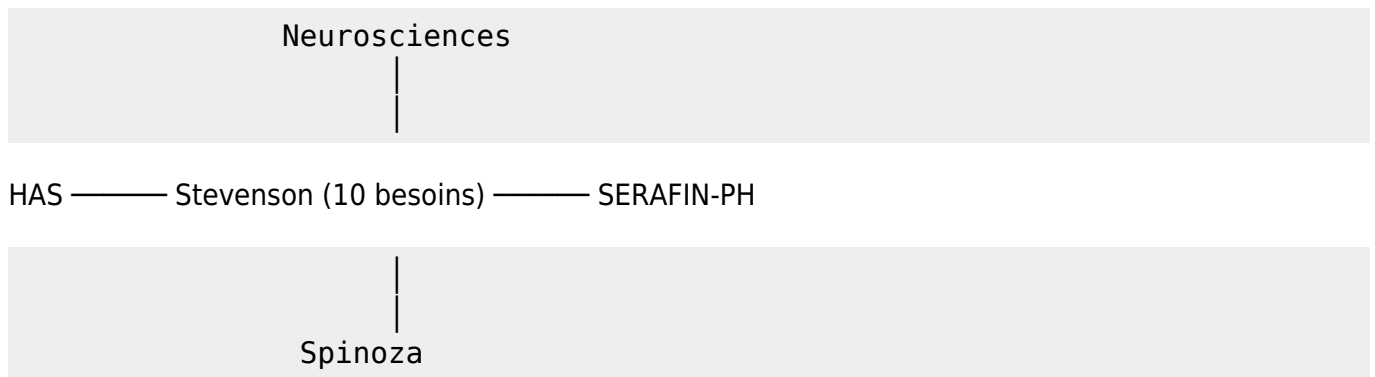 Neurosciences
HAS ——— Stevenson (10 besoins) ——— SERAFIN-PH
Spinoza